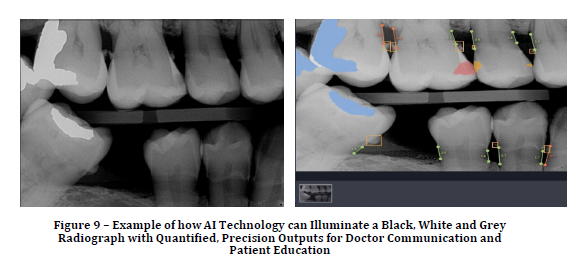 Figure 9 – Example of how AI Technology can Illuminate a Black, White and Grey
Radiograph with Quantified, Precision Outputs for Doctor Communication and
Patient Education